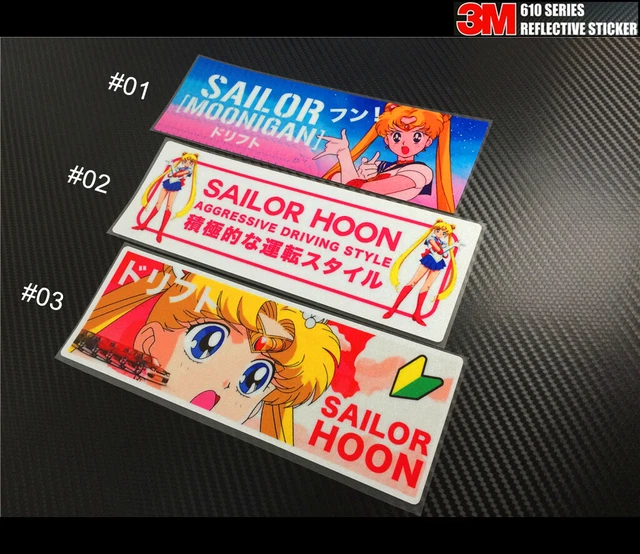 3M 610 SERIES
REFLECTIVE STICKER
#01
SAILOR フン!
[MOONIGAN]
ドリフト
#02
SAILOR HOON
AGGRESSIVE DRIVING STYLE
積極的な運転スタイル
#03
ドリフト
SAILOR
HOON